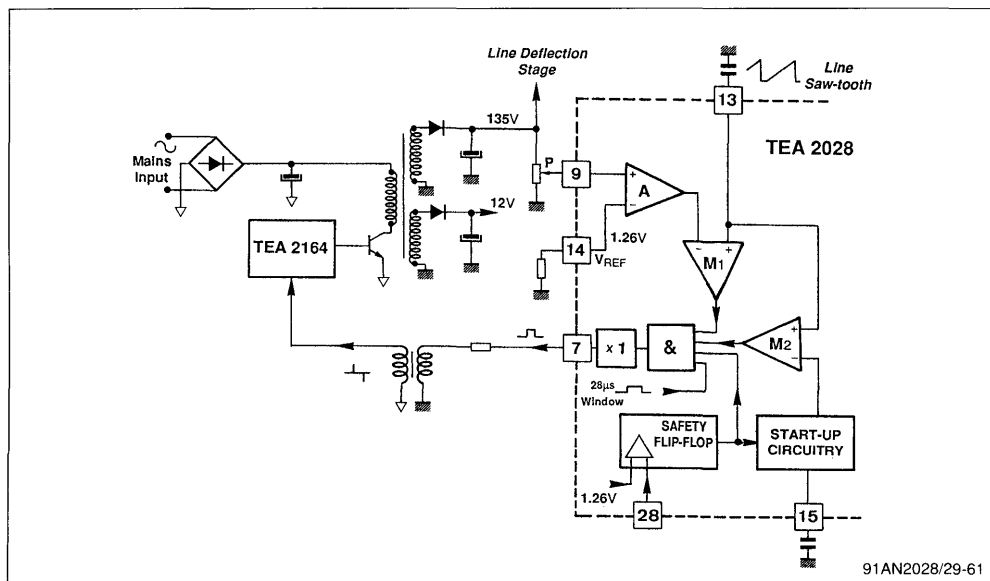 Line Deflection
Stage
Line
Saw-tooth
13
TEA 2028
135V
P
9
+
A
−
Mains
Input
12V
14
1.26V
VREF
TEA 2164
− +
M1
7
x 1
&
+
M2
−
28µs
Window
SAFETY
FLIP-FLOP
START-UP
CIRCUITRY
1.26V
28
15
91AN2028/29-61